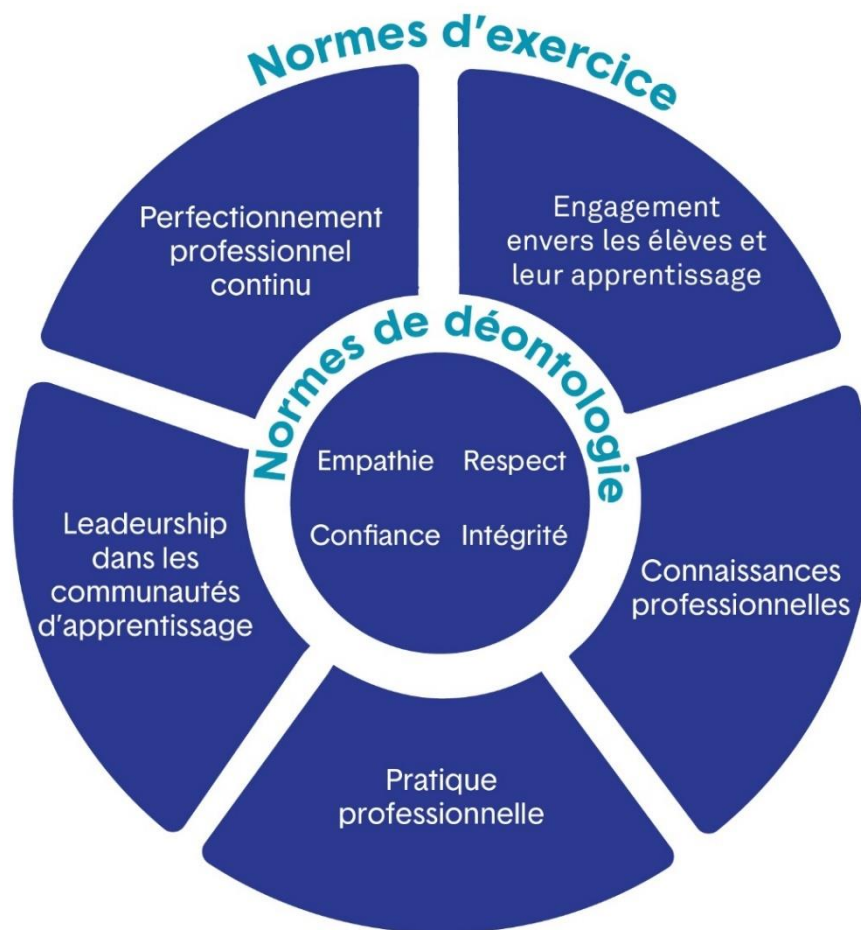 Normes d'exercice
Perfectionnement
professionnel
continu
Engagement
envers les élèves et
leur apprentissage
Normes de déontologie
Empathie Respect
Confiance Intégrité
Leadeurship
dans les
communautés
d'apprentissage
Connaissances
professionnelles
Pratique
professionnelle